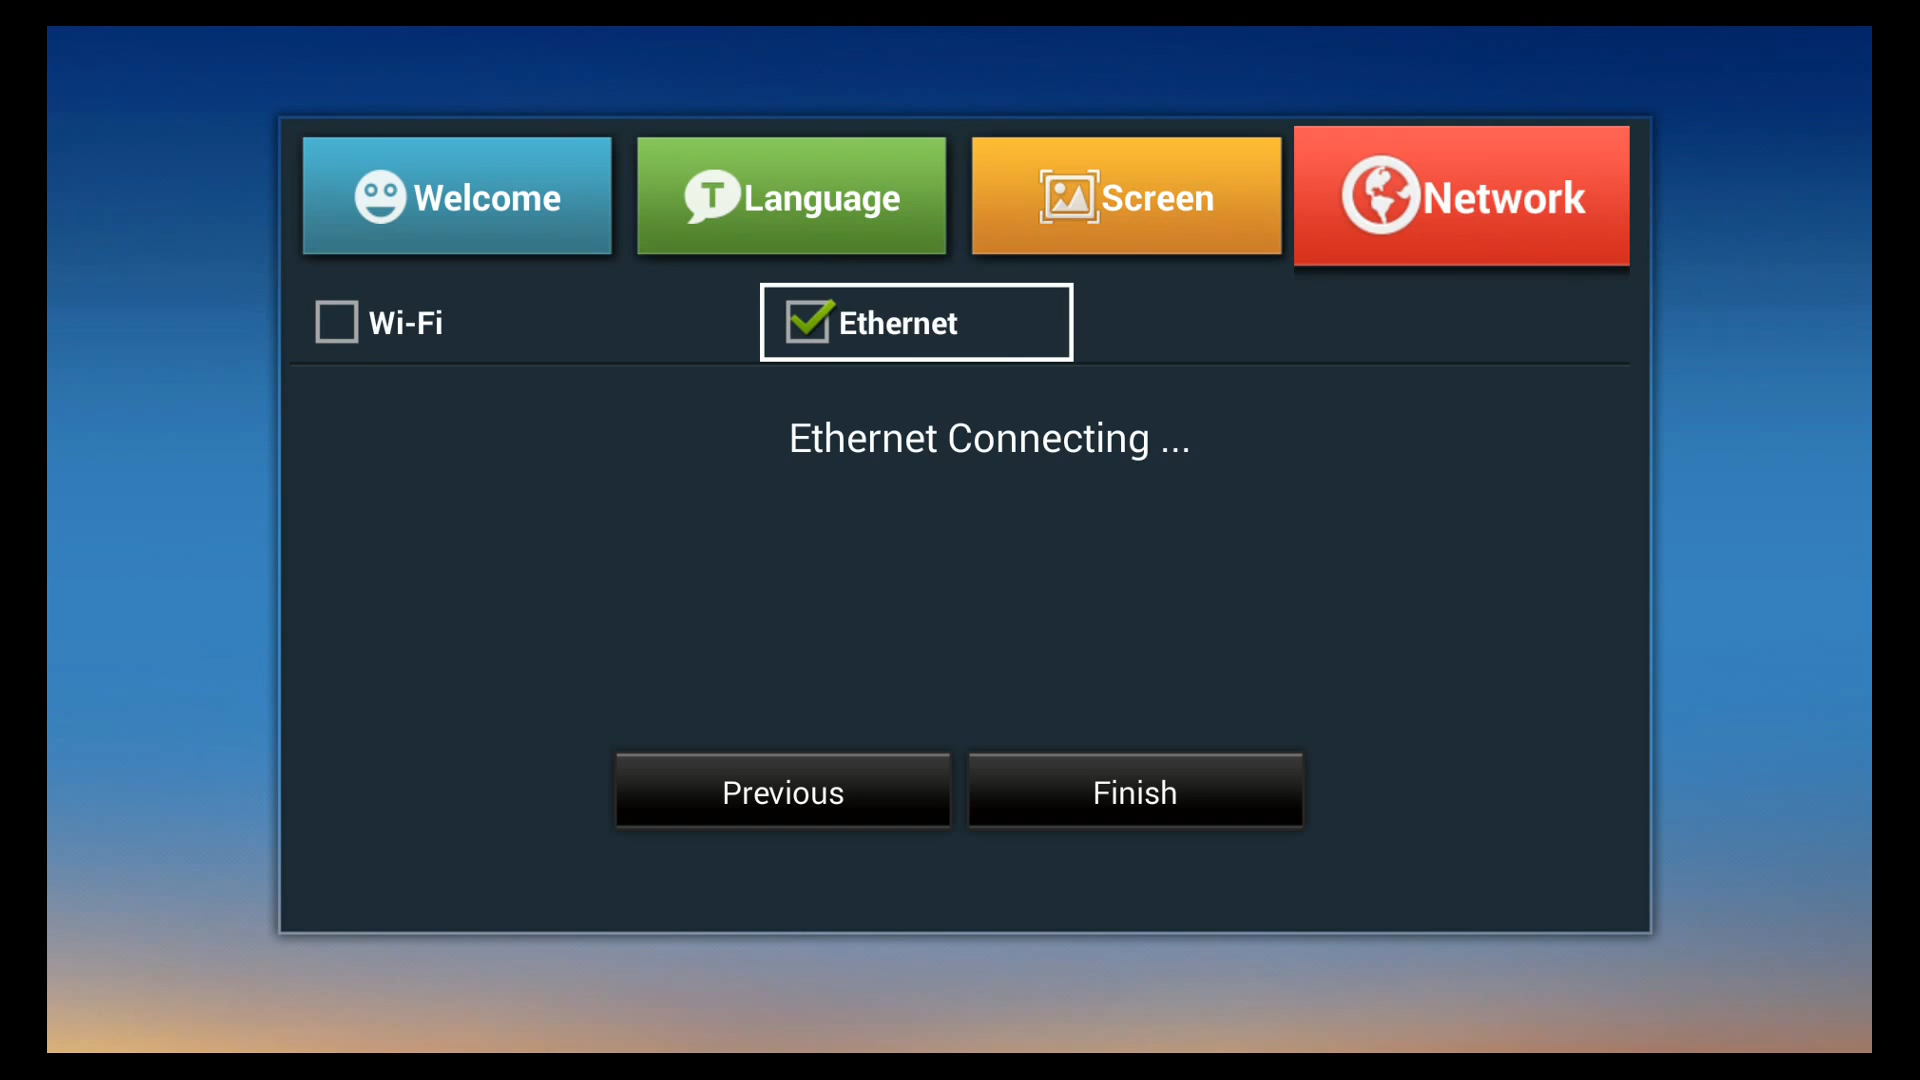 Welcome
Language
Screen
Network
Wi-Fi
Ethernet
Ethernet Connecting ...
Previous
Finish